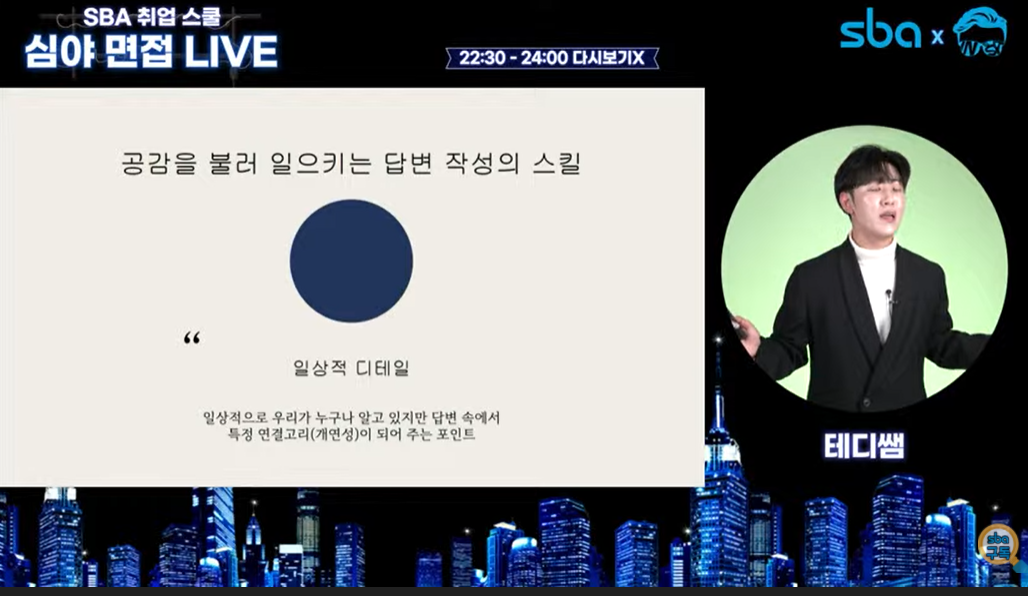 SBA 취업 스쿨
심야 면접 LIVE
22:30 - 24:00 다시보기X
sba x
공감을 불러 일으키는 답변 작성의 스킬
“
일상적 디테일
일상적으로 우리가 누구나 알고 있지만 답변 속에서
특정 연결고리(개연성)이 되어 주는 포인트
테디쌤
sba
구독